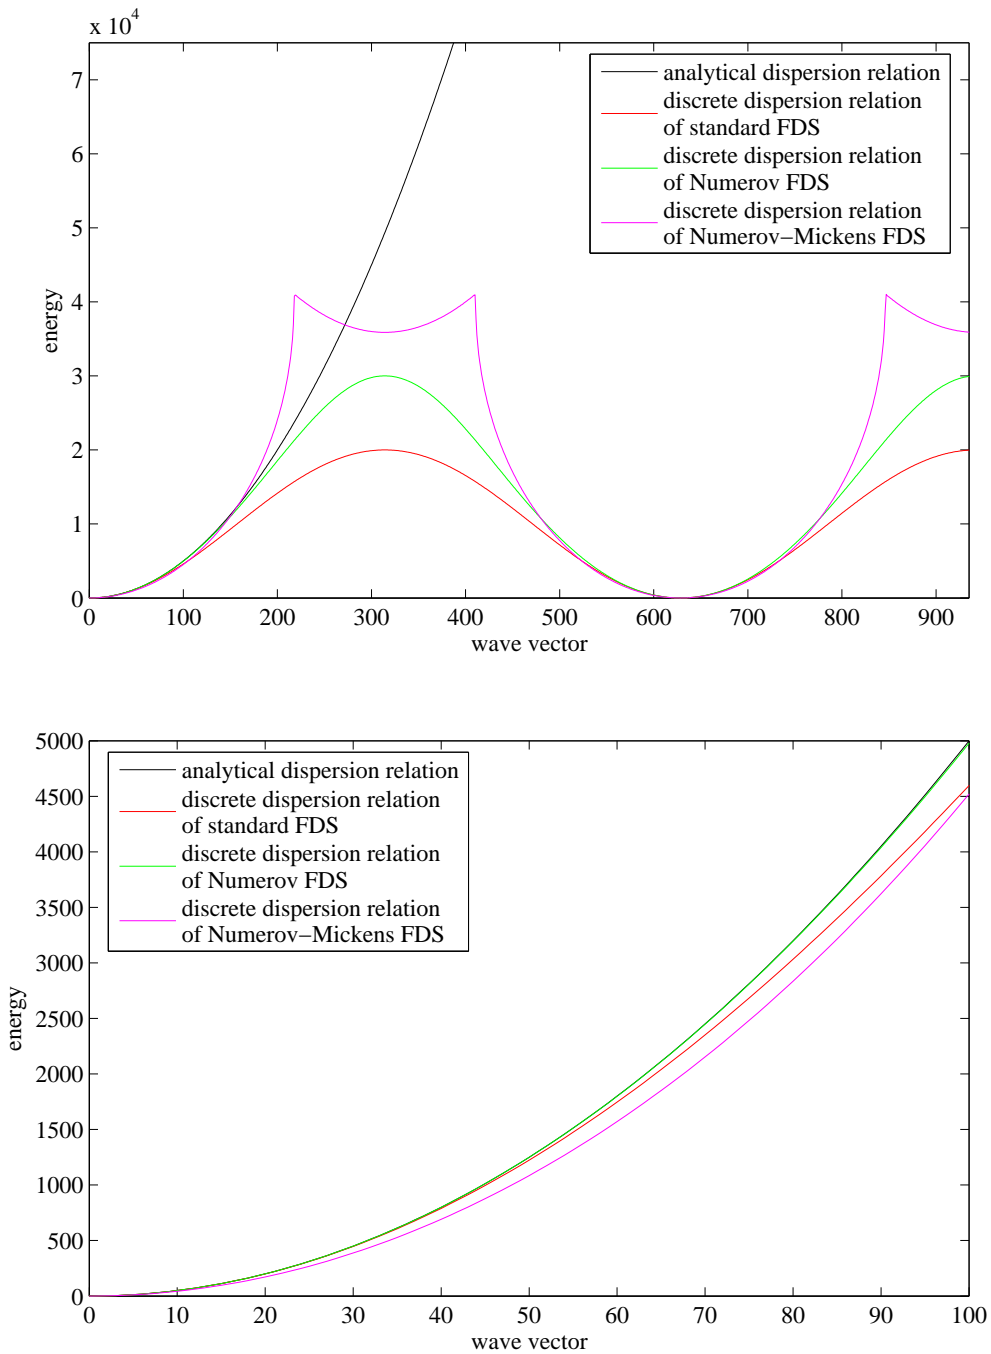 x 10^4
7
6
5
4
3
2
1
0
energy
0 100 200 300 400 500 600 700 800 900
wave vector
analytical dispersion relation
discrete dispersion relation
of standard FDS
discrete dispersion relation
of Numerov FDS
discrete dispersion relation
of Numerov−Mickens FDS
5000
4500
4000
3500
3000
2500
2000
1500
1000
500
0
energy
0 10 20 30 40 50 60 70 80 90 100
wave vector
analytical dispersion relation
discrete dispersion relation
of standard FDS
discrete dispersion relation
of Numerov FDS
discrete dispersion relation
of Numerov−Mickens FDS